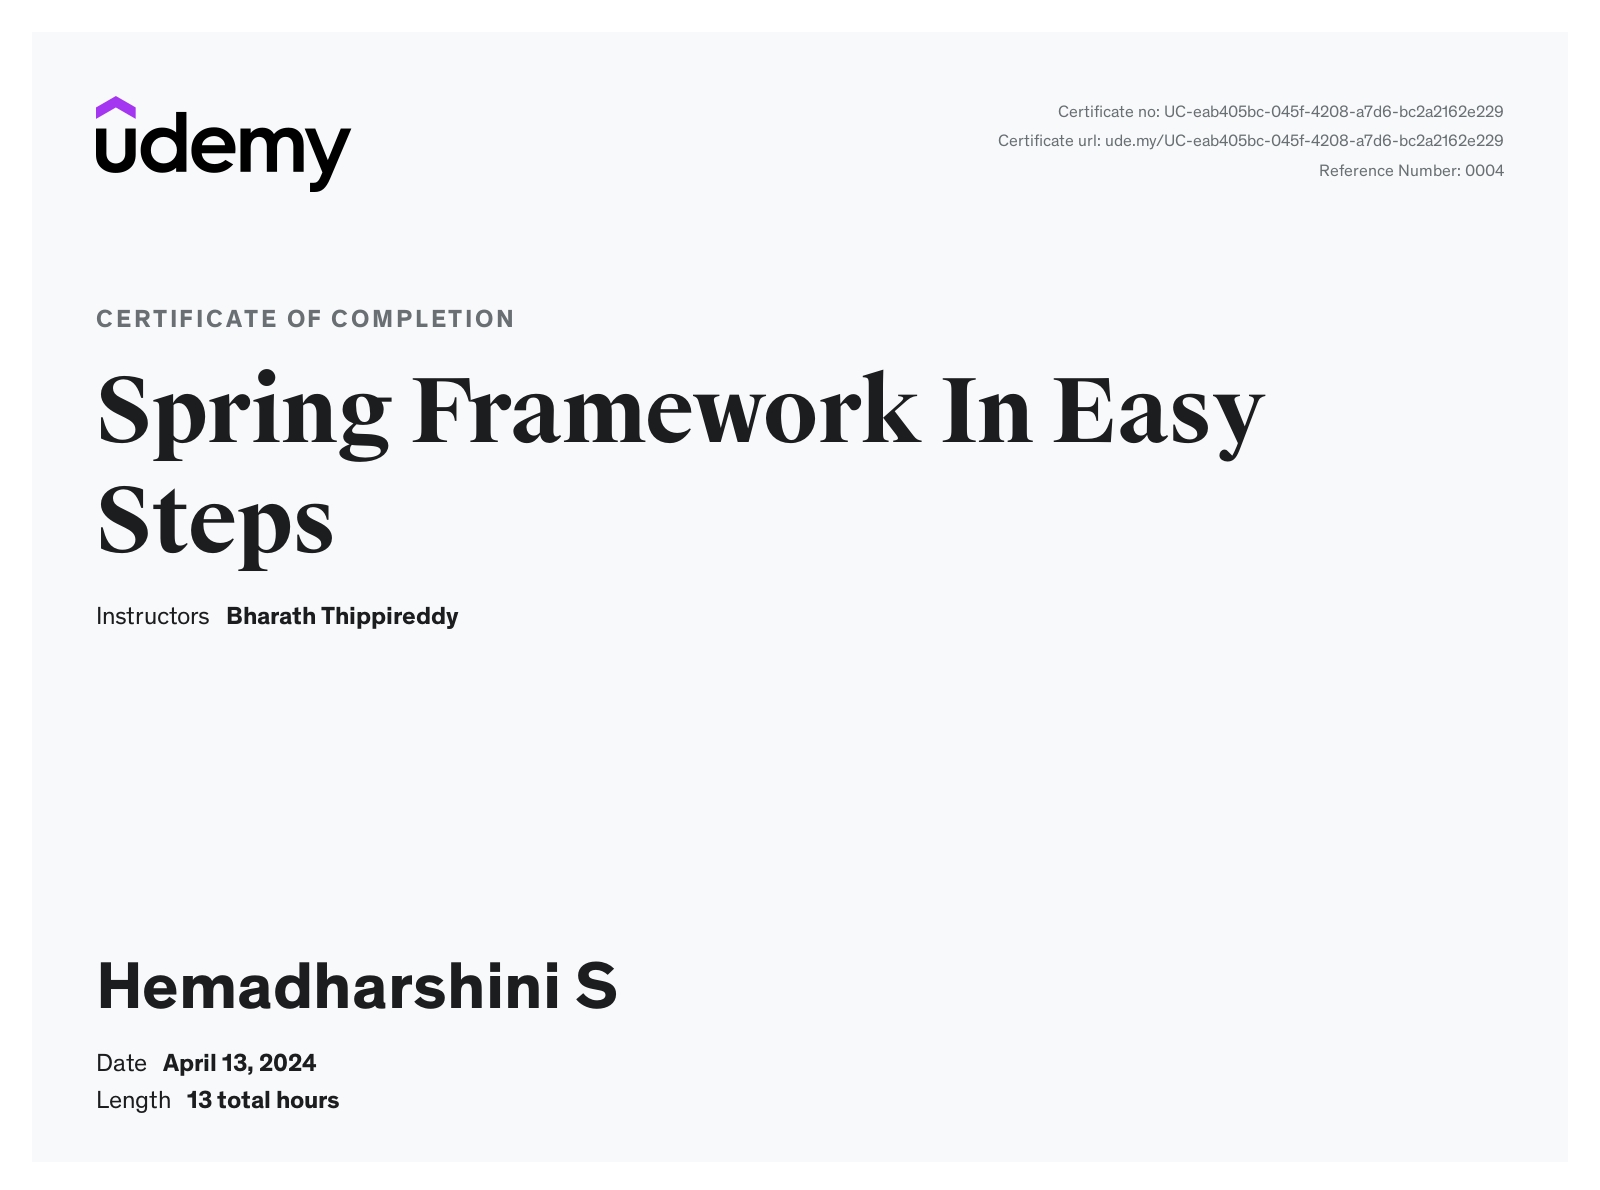 udemy
Certificate no: UC-eab405bc-045f-4208-a7d6-bc2a2162e229
Certificate url: ude.my/UC-eab405bc-045f-4208-a7d6-bc2a2162e229
Reference Number: 0004
CERTIFICATE OF COMPLETION
Spring Framework In Easy
Steps
Instructors Bharath Thippireddy
Hemadharshini S
Date April 13, 2024
Length 13 total hours